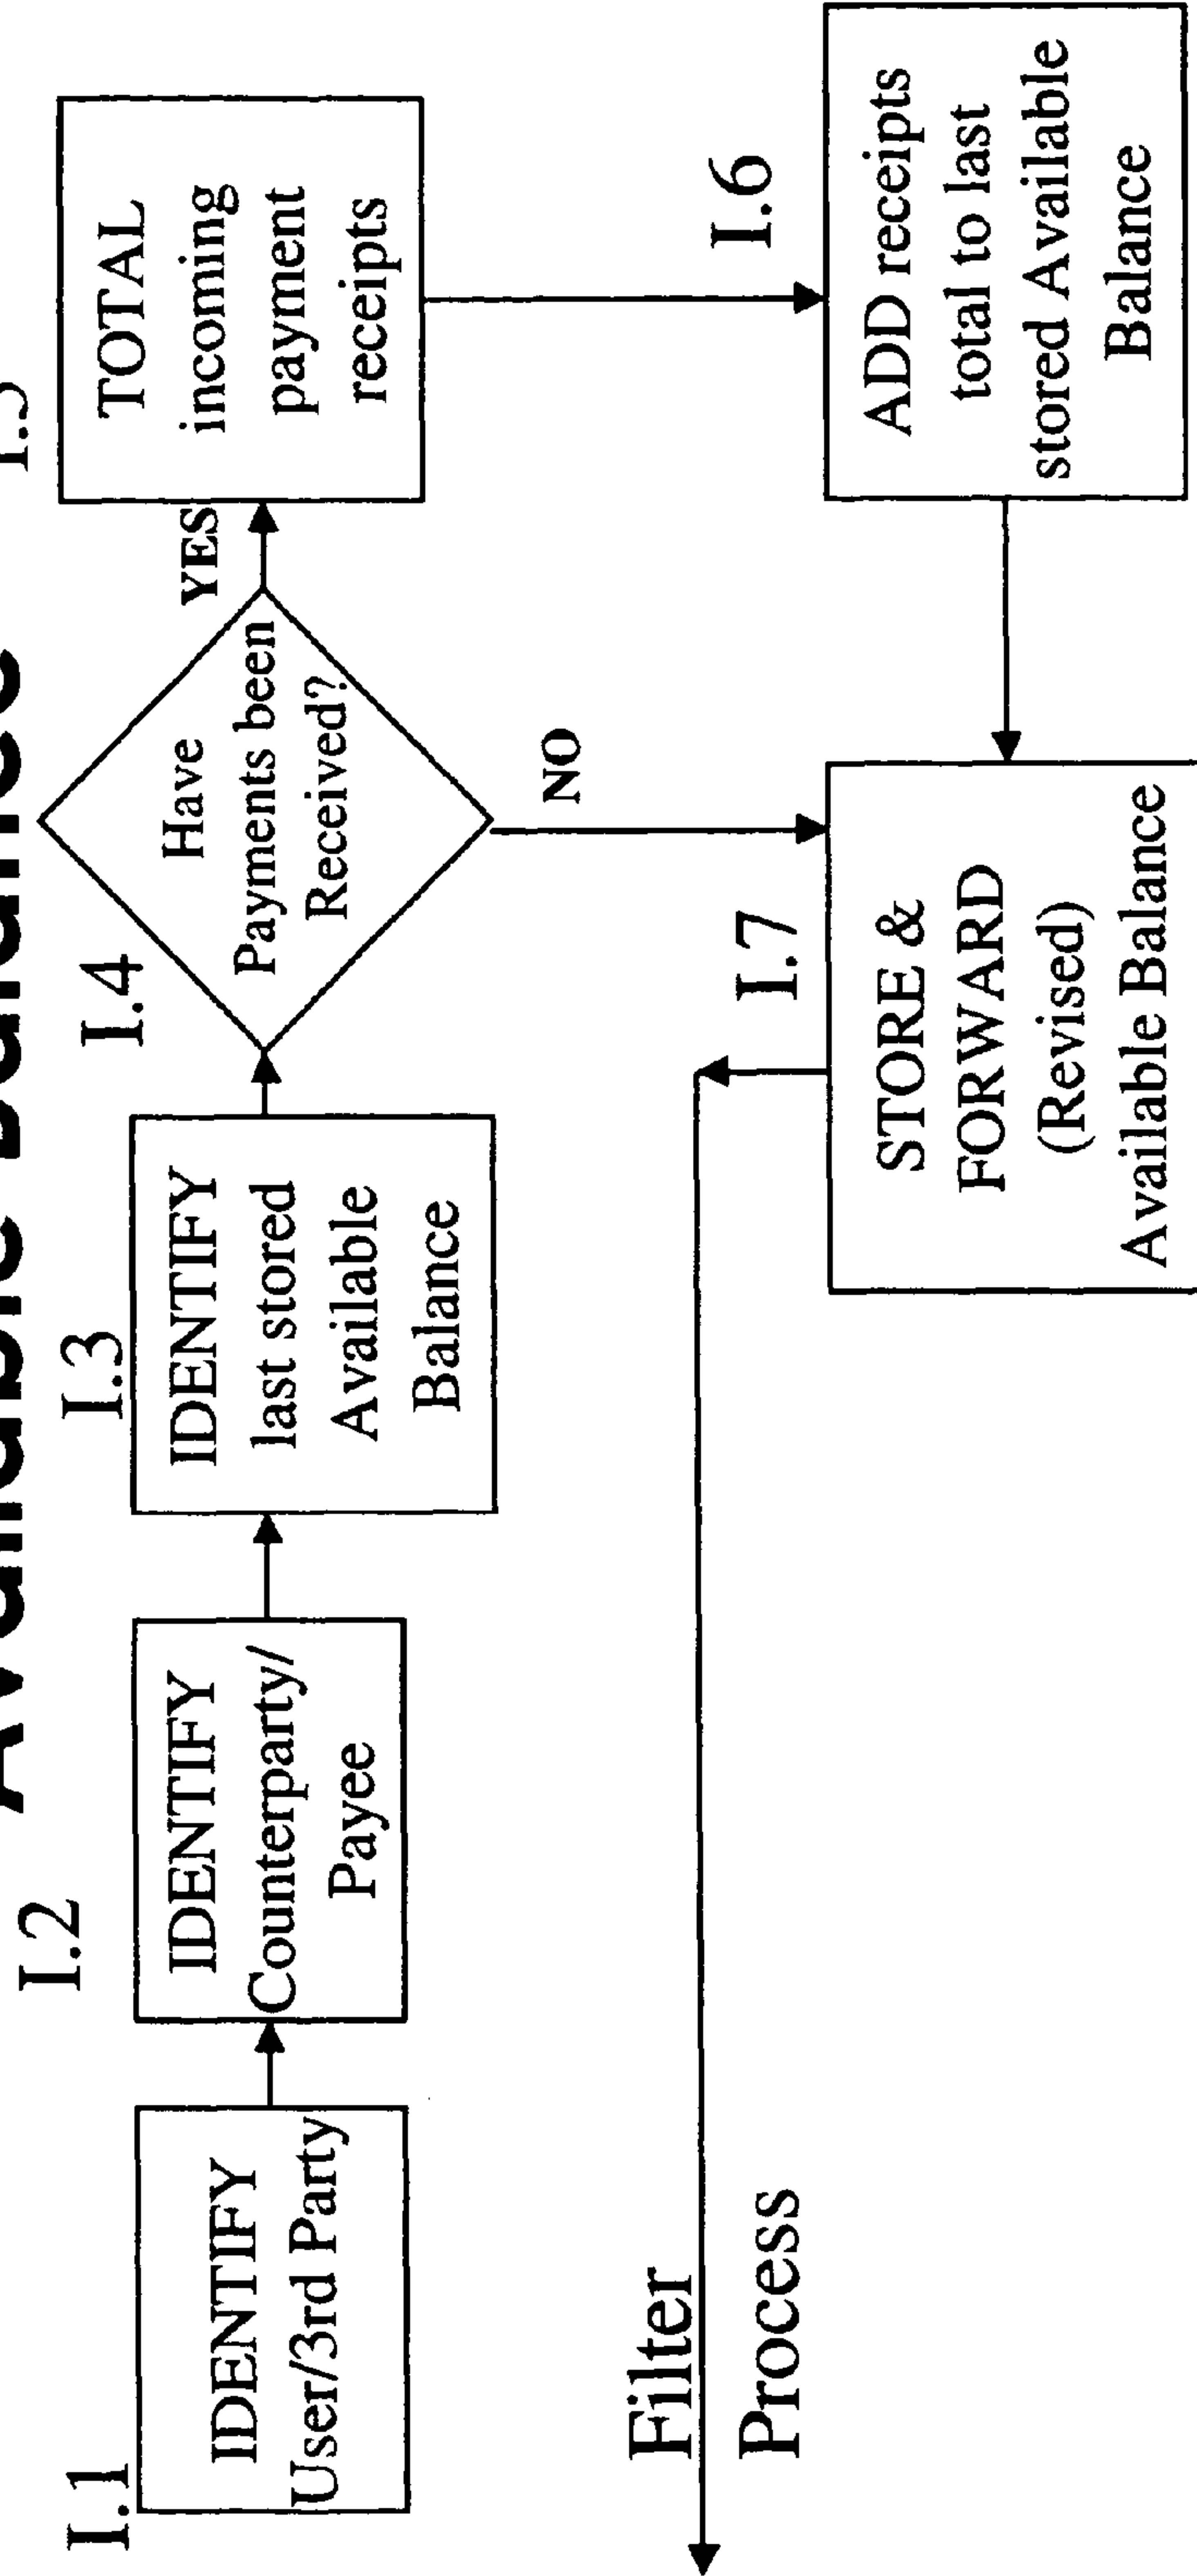 Available Balance
I.1
IDENTIFY
User/3rd Party
I.2
IDENTIFY
Counterparty/
Payee
I.3
IDENTIFY
last stored
Available
Balance
I.4
Have
Payments been
Received?
YES
NO
TOTAL
incoming
payment
receipts
I.6
ADD receipts
total to last
stored Available
Balance
I.7
STORE &
FORWARD
(Revised)
Available Balance
Filter
Process